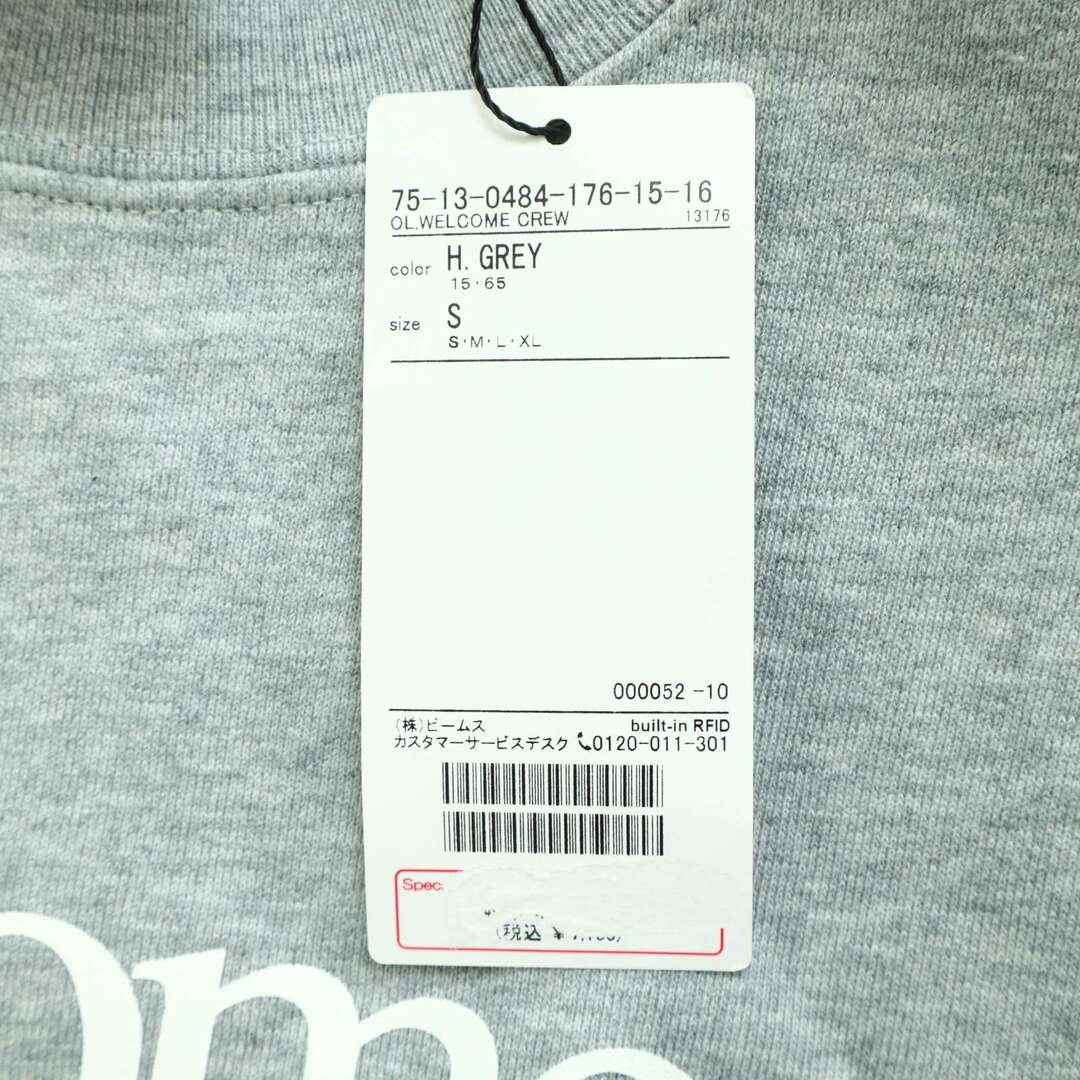 75-13-0484-176-15-16
OL.WELCOME CREW 13176
color H. GREY
15・65
size S
S・M・L・XL
000052 -10
(株)ビームス built-in RFID
カスタマーサービスデスク 0120-011-301
(税込 ¥
ome